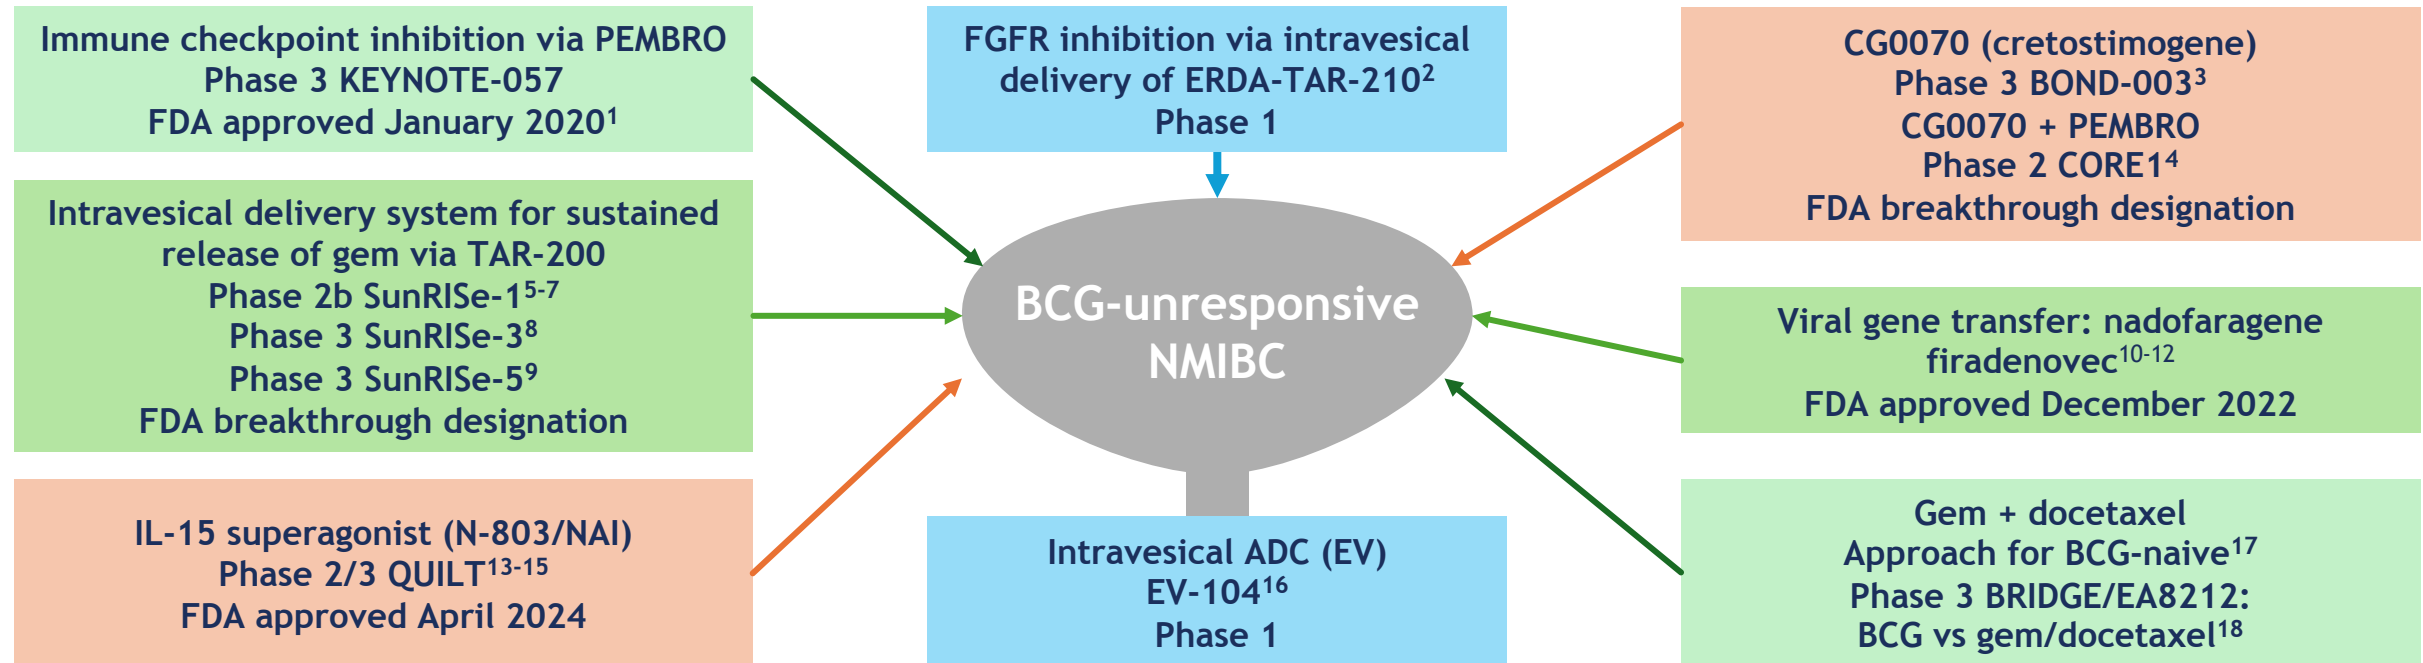 Immune checkpoint inhibition via PEMBRO
Phase 3 KEYNOTE-057
FDA approved January 2020¹
FGFR inhibition via intravesical
delivery of ERDA-TAR-210²
Phase 1
CG0070 (cretostimogene)
Phase 3 BOND-003³
CG0070 + PEMBRO
Phase 2 CORE1⁴
FDA breakthrough designation
Intravesical delivery system for sustained
release of gem via TAR-200
Phase 2b SunRISe-1⁵⁻⁷
Phase 3 SunRISe-3⁸
Phase 3 SunRISe-5⁹
FDA breakthrough designation
BCG-unresponsive
NMIBC
Viral gene transfer: nadofaragene
firadenovec¹⁰⁻¹²
FDA approved December 2022
IL-15 superagonist (N-803/NAI)
Phase 2/3 QUILT¹³⁻¹⁵
FDA approved April 2024
Intravesical ADC (EV)
EV-104¹⁶
Phase 1
Gem + docetaxel
Approach for BCG-naive¹⁷
Phase 3 BRIDGE/EA8212:
BCG vs gem/docetaxel¹⁸